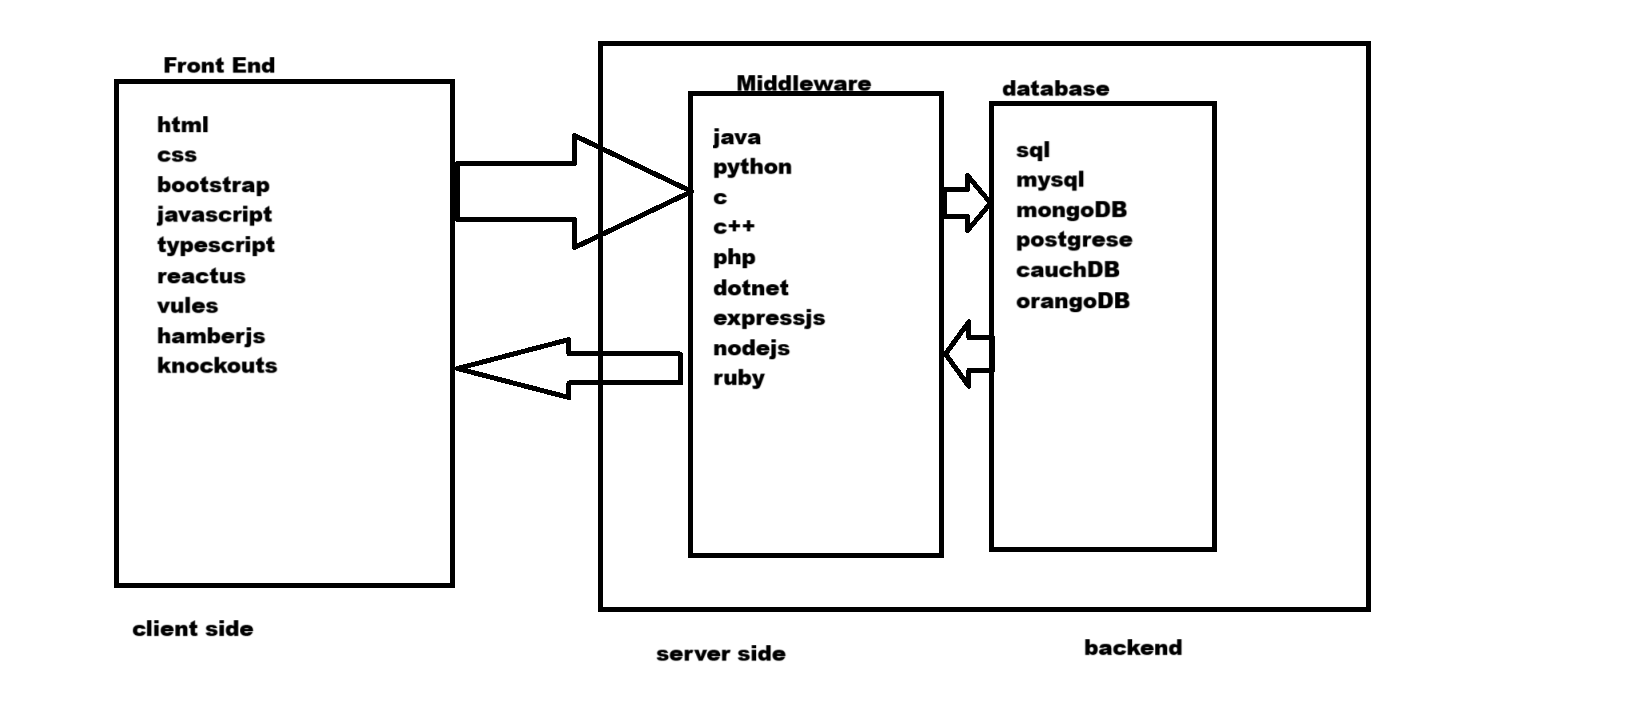 Front End
html
css
bootstrap
javascript
typescript
reactus
vules
hamberjs
knockouts
client side
Middleware
java
python
c
c++
php
dotnet
expressjs
nodejs
ruby
server side
database
sql
mysql
mongoDB
postgrese
cauchDB
orangoDB
backend